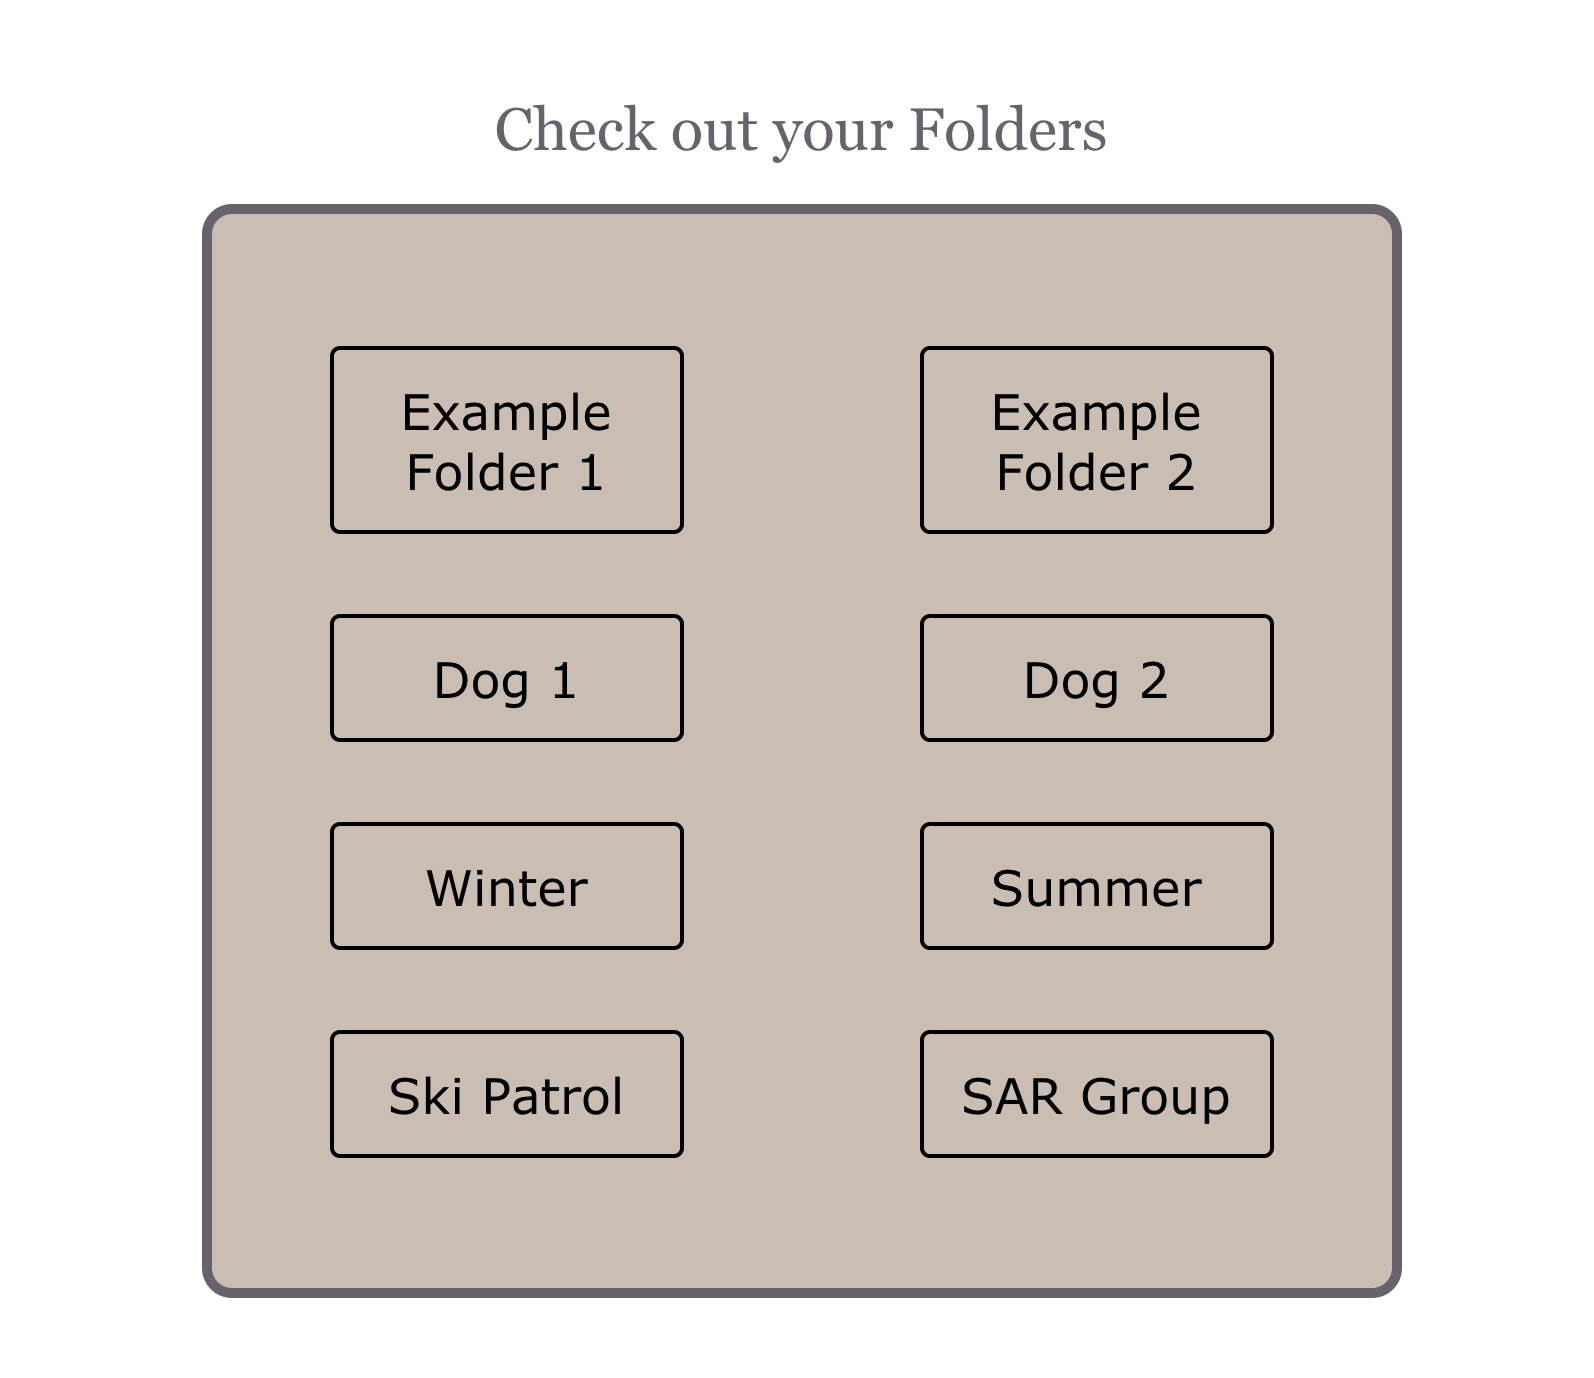 Check out your Folders
Example
Folder 1
Example
Folder 2
Dog 1
Dog 2
Winter
Summer
Ski Patrol
SAR Group